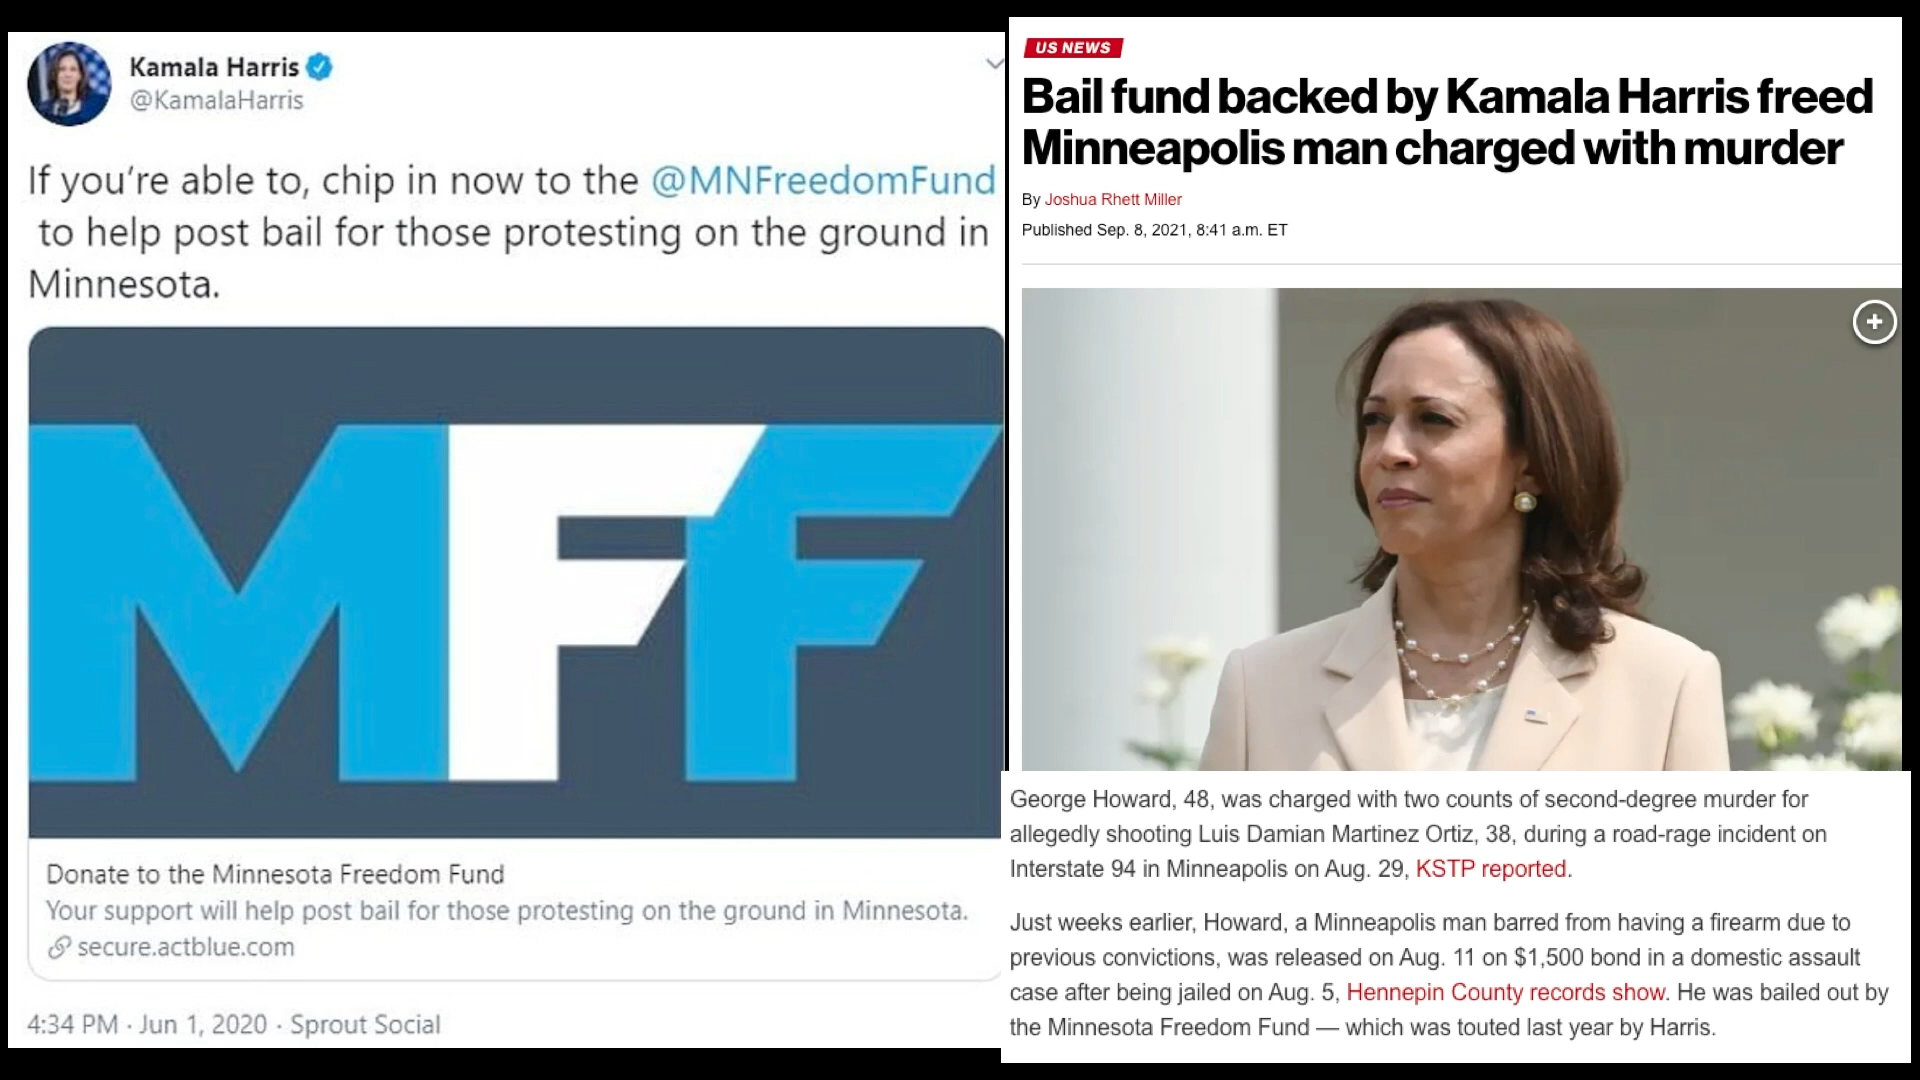 Kamala Harris
@KamalaHarris
If you're able to, chip in now to the @MNFreedomFund
to help post bail for those protesting on the ground in
Minnesota.
MFF
Donate to the Minnesota Freedom Fund
Your support will help post bail for those protesting on the ground in Minnesota.
secure.actblue.com
4:34 PM · Jun 1, 2020 · Sprout Social
US NEWS
Bail fund backed by Kamala Harris freed
Minneapolis man charged with murder
By Joshua Rhett Miller
Published Sep. 8, 2021, 8:41 a.m. ET
George Howard, 48, was charged with two counts of second-degree murder for
allegedly shooting Luis Damian Martinez Ortiz, 38, during a road-rage incident on
Interstate 94 in Minneapolis on Aug. 29, KSTP reported.
Just weeks earlier, Howard, a Minneapolis man barred from having a firearm due to
previous convictions, was released on Aug. 11 on $1,500 bond in a domestic assault
case after being jailed on Aug. 5, Hennepin County records show. He was bailed out by
the Minnesota Freedom Fund — which was touted last year by Harris.